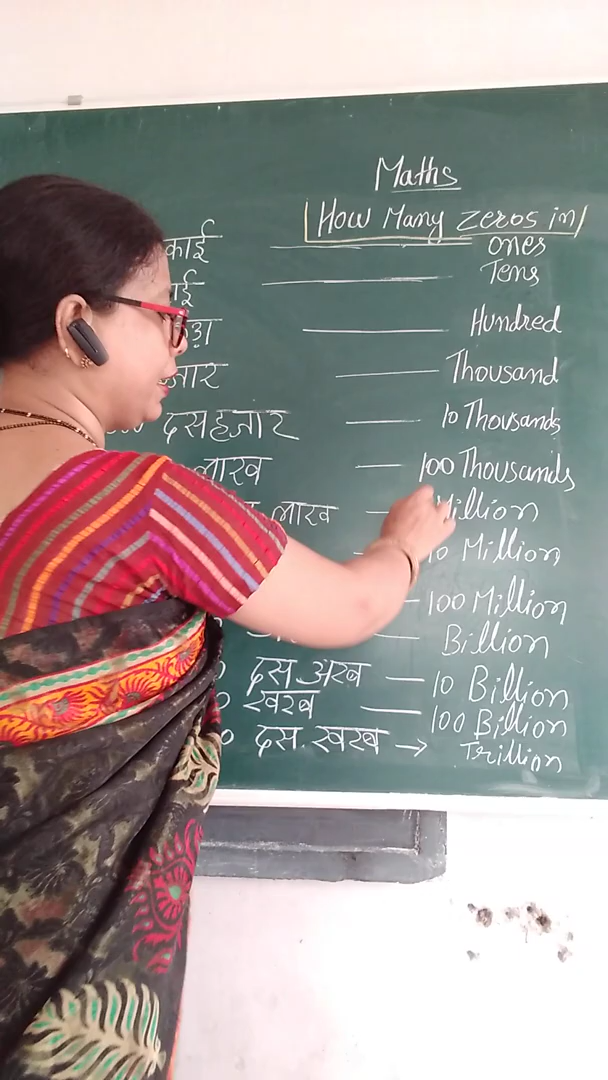 Maths
How Many zeros in
ones
Tens
Hundred
Thousand
दस हजार 10 Thousands
लाख 100 Thousands
लाख Million
10 Million
100 Million
Billion
दस अरब 10 Billion
खरब 100 Billion
दस खरब → Trillion